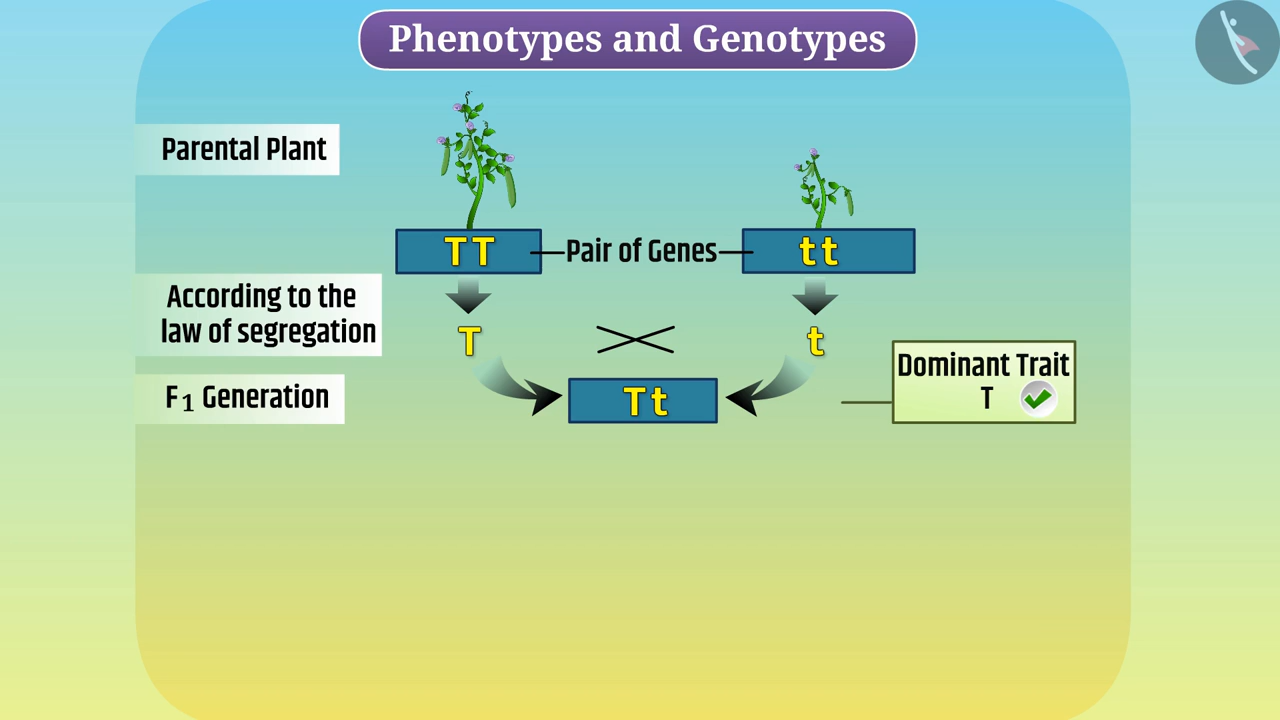 Phenotypes and Genotypes
Parental Plant
TT
Pair of Genes
tt
According to the
law of segregation
T
t
F₁ Generation
Tt
Dominant Trait
T